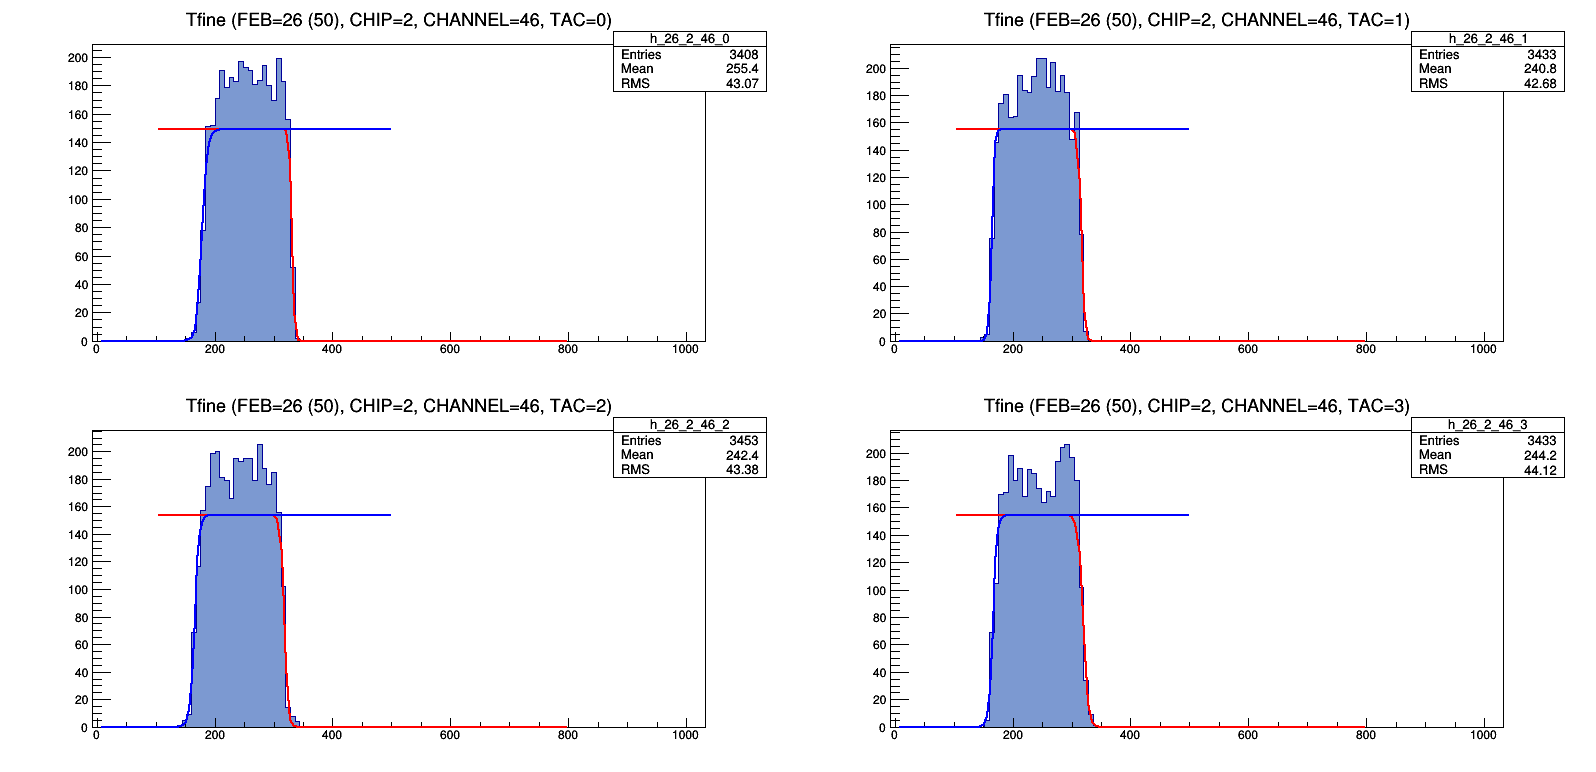 Tfine (FEB=26 (50), CHIP=2, CHANNEL=46, TAC=0)
h_26_2_46_0
Entries 3408
Mean 255.4
RMS 43.07
200
180
160
140
120
100
80
60
40
20
0
0 200 400 600 800 1000
Tfine (FEB=26 (50), CHIP=2, CHANNEL=46, TAC=1)
h_26_2_46_1
Entries 3433
Mean 240.8
RMS 42.68
200
180
160
140
120
100
80
60
40
20
0
0 200 400 600 800 1000
Tfine (FEB=26 (50), CHIP=2, CHANNEL=46, TAC=2)
h_26_2_46_2
Entries 3453
Mean 242.4
RMS 43.38
200
180
160
140
120
100
80
60
40
20
0
0 200 400 600 800 1000
Tfine (FEB=26 (50), CHIP=2, CHANNEL=46, TAC=3)
h_26_2_46_3
Entries 3433
Mean 244.2
RMS 44.12
200
180
160
140
120
100
80
60
40
20
0
0 200 400 600 800 1000